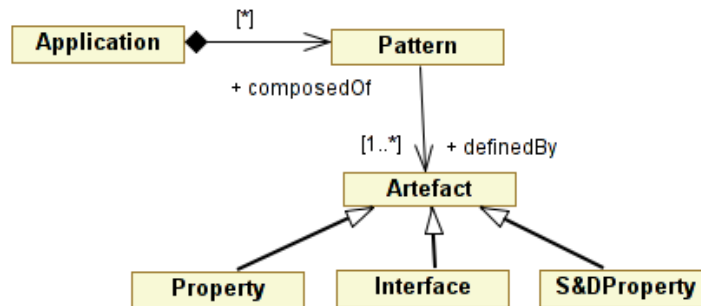 [*]
Application
Pattern
+ composedOf
[1..*]
+ definedBy
Artefact
Property
Interface
S&DProperty